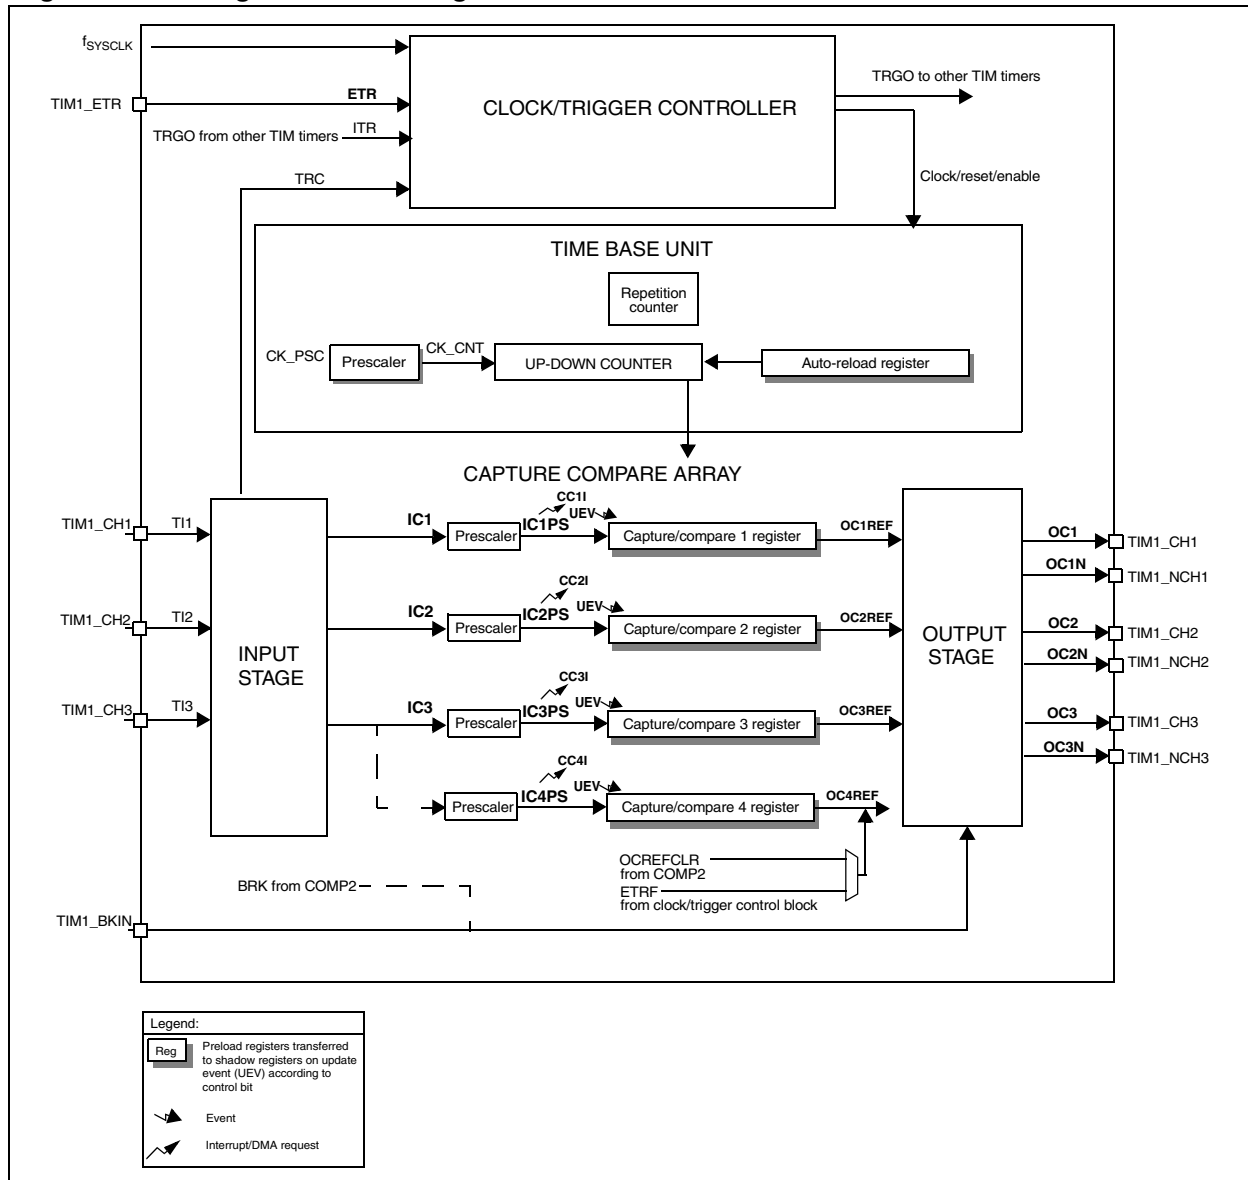 fSYSCLK
TIM1_ETR
ETR
TRGO from other TIM timers
ITR
TRC
CLOCK/TRIGGER CONTROLLER
TRGO to other TIM timers
Clock/reset/enable
TIME BASE UNIT
Repetition
counter
CK_PSC
Prescaler
CK_CNT
UP-DOWN COUNTER
Auto-reload register
CAPTURE COMPARE ARRAY
TIM1_CH1
TI1
TIM1_CH2
TI2
TIM1_CH3
TI3
INPUT
STAGE
IC1
Prescaler
IC1PS
CC1I
UEV
Capture/compare 1 register
OC1REF
IC2
Prescaler
IC2PS
CC2I
UEV
Capture/compare 2 register
OC2REF
IC3
Prescaler
IC3PS
CC3I
UEV
Capture/compare 3 register
OC3REF
Prescaler
IC4PS
CC4I
UEV
Capture/compare 4 register
OC4REF
OUTPUT
STAGE
OC1
TIM1_CH1
OC1N
TIM1_NCH1
OC2
TIM1_CH2
OC2N
TIM1_NCH2
OC3
TIM1_CH3
OC3N
TIM1_NCH3
OCREFCLR
from COMP2
ETRF
from clock/trigger control block
BRK from COMP2
TIM1_BKIN
Legend:
Reg
Preload registers transferred
to shadow registers on update
event (UEV) according to
control bit
Event
Interrupt/DMA request